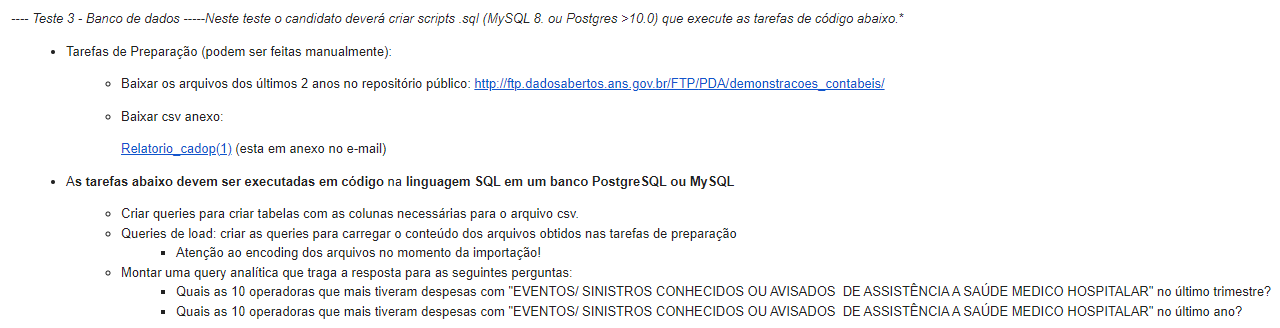 ---- Teste 3 - Banco de dados -----Neste teste o candidato deverá criar scripts .sql (MySQL 8. ou Postgres >10.0) que execute as tarefas de código abaixo.*
Tarefas de Preparação (podem ser feitas manualmente):
Baixar os arquivos dos últimos 2 anos no repositório público: http://ftp.dadosabertos.ans.gov.br/FTP/PDA/demonstracoes_contabeis/
Baixar csv anexo:
Relatorio_cadop(1) (esta em anexo no e-mail)
As tarefas abaixo devem ser executadas em código na linguagem SQL em um banco PostgreSQL ou MySQL
Criar queries para criar tabelas com as colunas necessárias para o arquivo csv.
Queries de load: criar as queries para carregar o conteúdo dos arquivos obtidos nas tarefas de preparação
Atenção ao encoding dos arquivos no momento da importação!
Montar uma query analítica que traga a resposta para as seguintes perguntas:
Quais as 10 operadoras que mais tiveram despesas com "EVENTOS/ SINISTROS CONHECIDOS OU AVISADOS  DE ASSISTÊNCIA A SAÚDE MEDICO HOSPITALAR" no último trimestre?
Quais as 10 operadoras que mais tiveram despesas com "EVENTOS/ SINISTROS CONHECIDOS OU AVISADOS  DE ASSISTÊNCIA A SAÚDE MEDICO HOSPITALAR" no último ano?